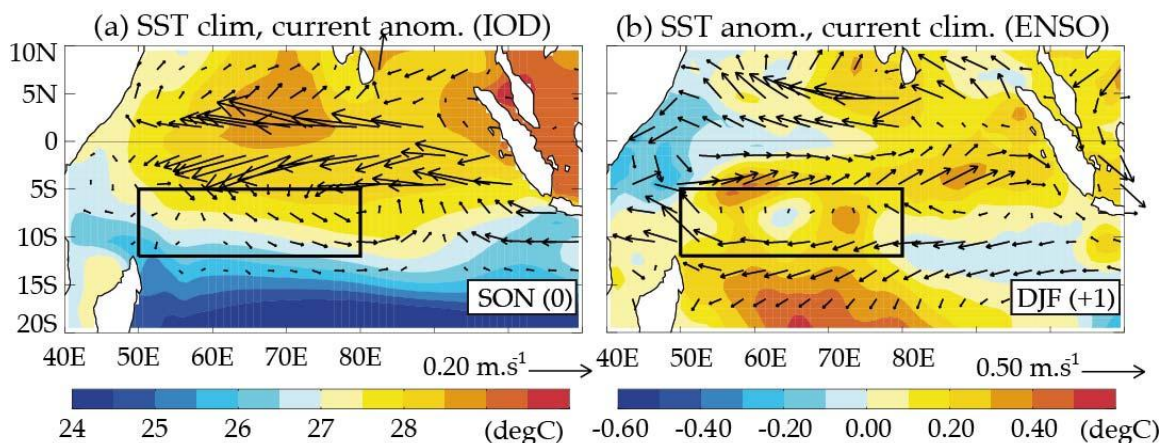 (a) SST clim, current anom. (IOD)
(b) SST anom., current clim. (ENSO)
10N
5N
0
5S
10S
15S
20S
SON (0)
DJF (+1)
40E 50E 60E 70E 80E
0.20 m.s¹
40E 50E 60E 70E 80E
0.50 m.s¹
24 25 26 27 28 (degC)
-0.60 -0.40 -0.20 0.00 0.20 0.40 (degC)